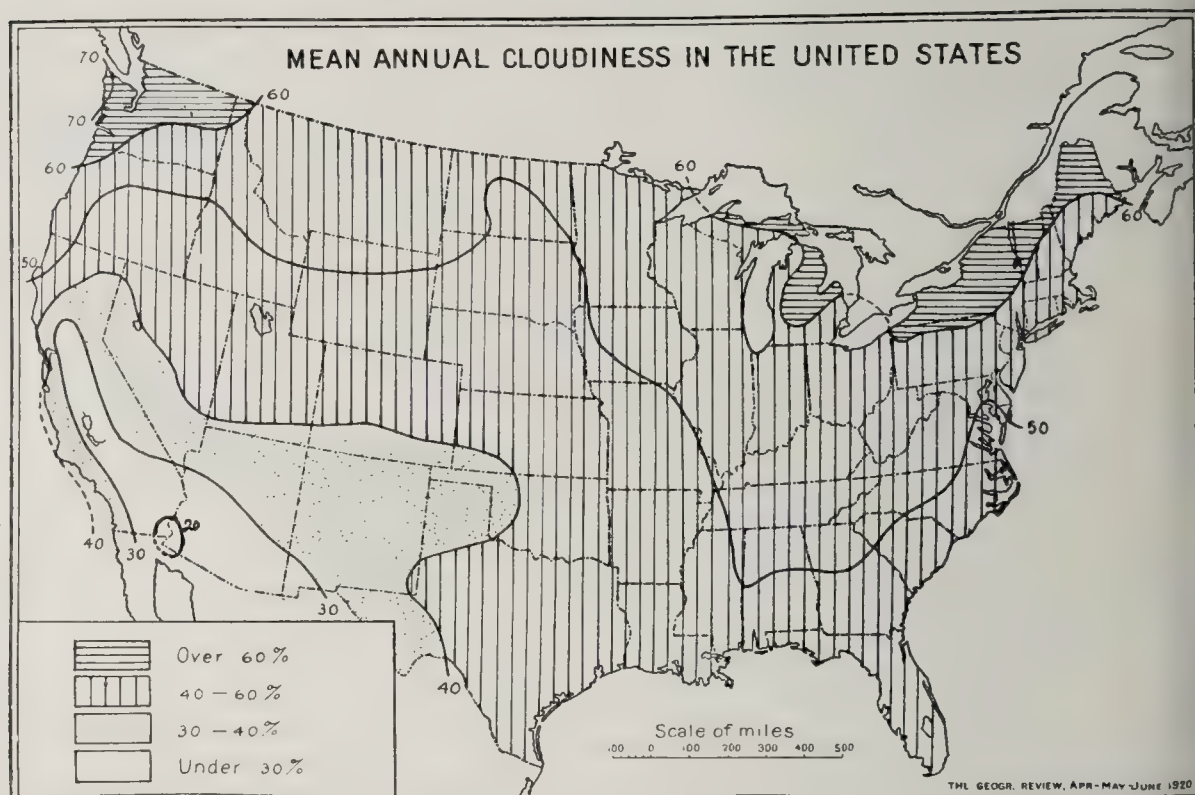 MEAN ANNUAL CLOUDINESS IN THE UNITED STATES
70
70
60
60
50
60
60
50
20
40
30
30
40
Over 60%
40-60%
30-40%
Under 30%
Scale of miles
100 0 100 200 300 400 500
THE GEOGR. REVIEW, APR-MAY-JUNE 1920